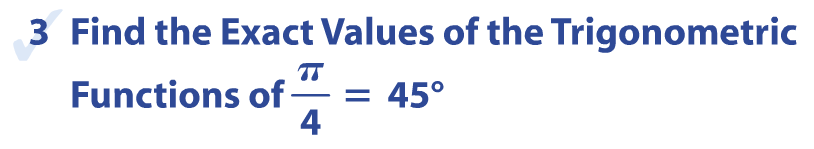 3 Find the Exact Values of the Trigonometric
Functions of π/4 = 45°